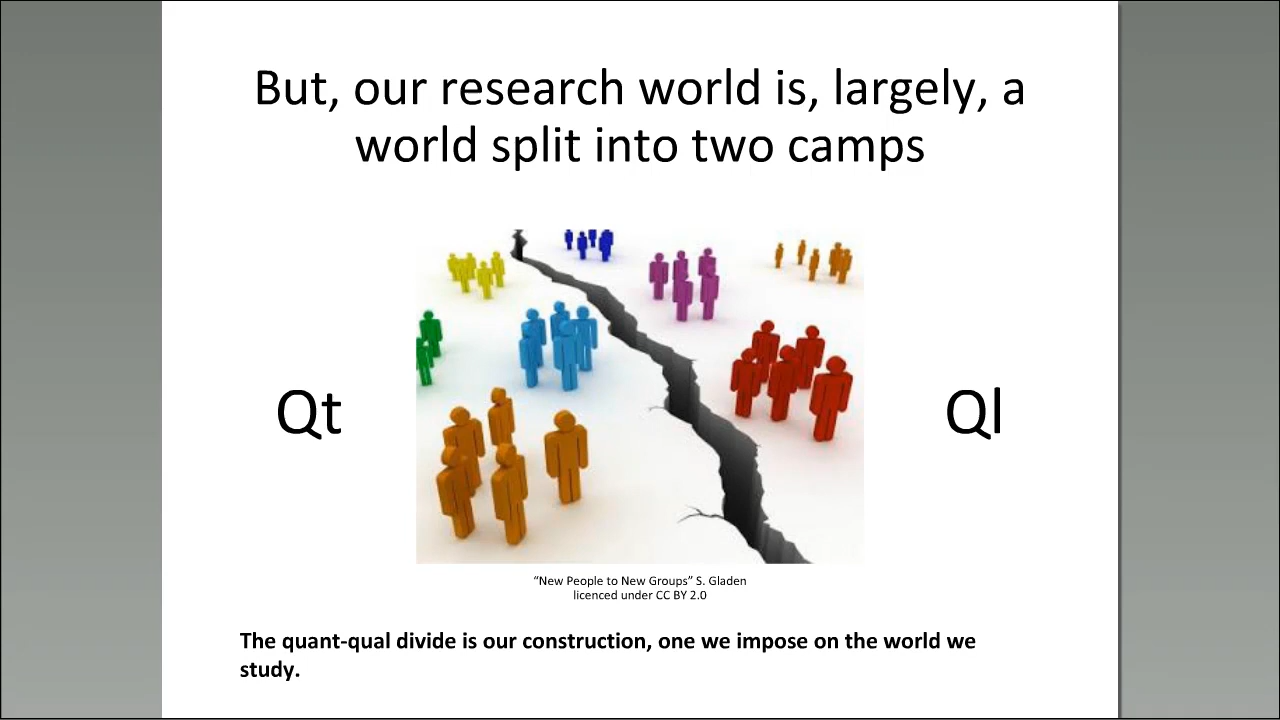 But, our research world is, largely, a
world split into two camps
Qt
Ql
“New People to New Groups” S. Gladen
licenced under CC BY 2.0
The quant-qual divide is our construction, one we impose on the world we
study.